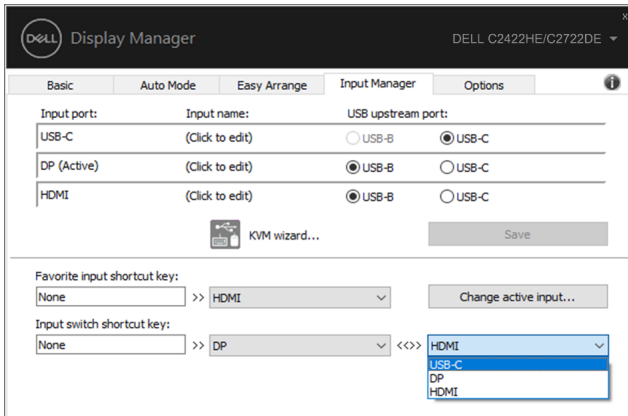 DELL Display Manager DELL C2422HE/C2722DE x
Basic Auto Mode Easy Arrange Input Manager Options i
Input port: Input name: USB upstream port:
USB-C (Click to edit) USB-B USB-C
DP (Active) (Click to edit) USB-B USB-C
HDMI (Click to edit) USB-B USB-C
KVM wizard... Save
Favorite input shortcut key:
None >> HDMI Change active input...
Input switch shortcut key:
None >> DP <<>> HDMI
USB-C
DP
HDMI